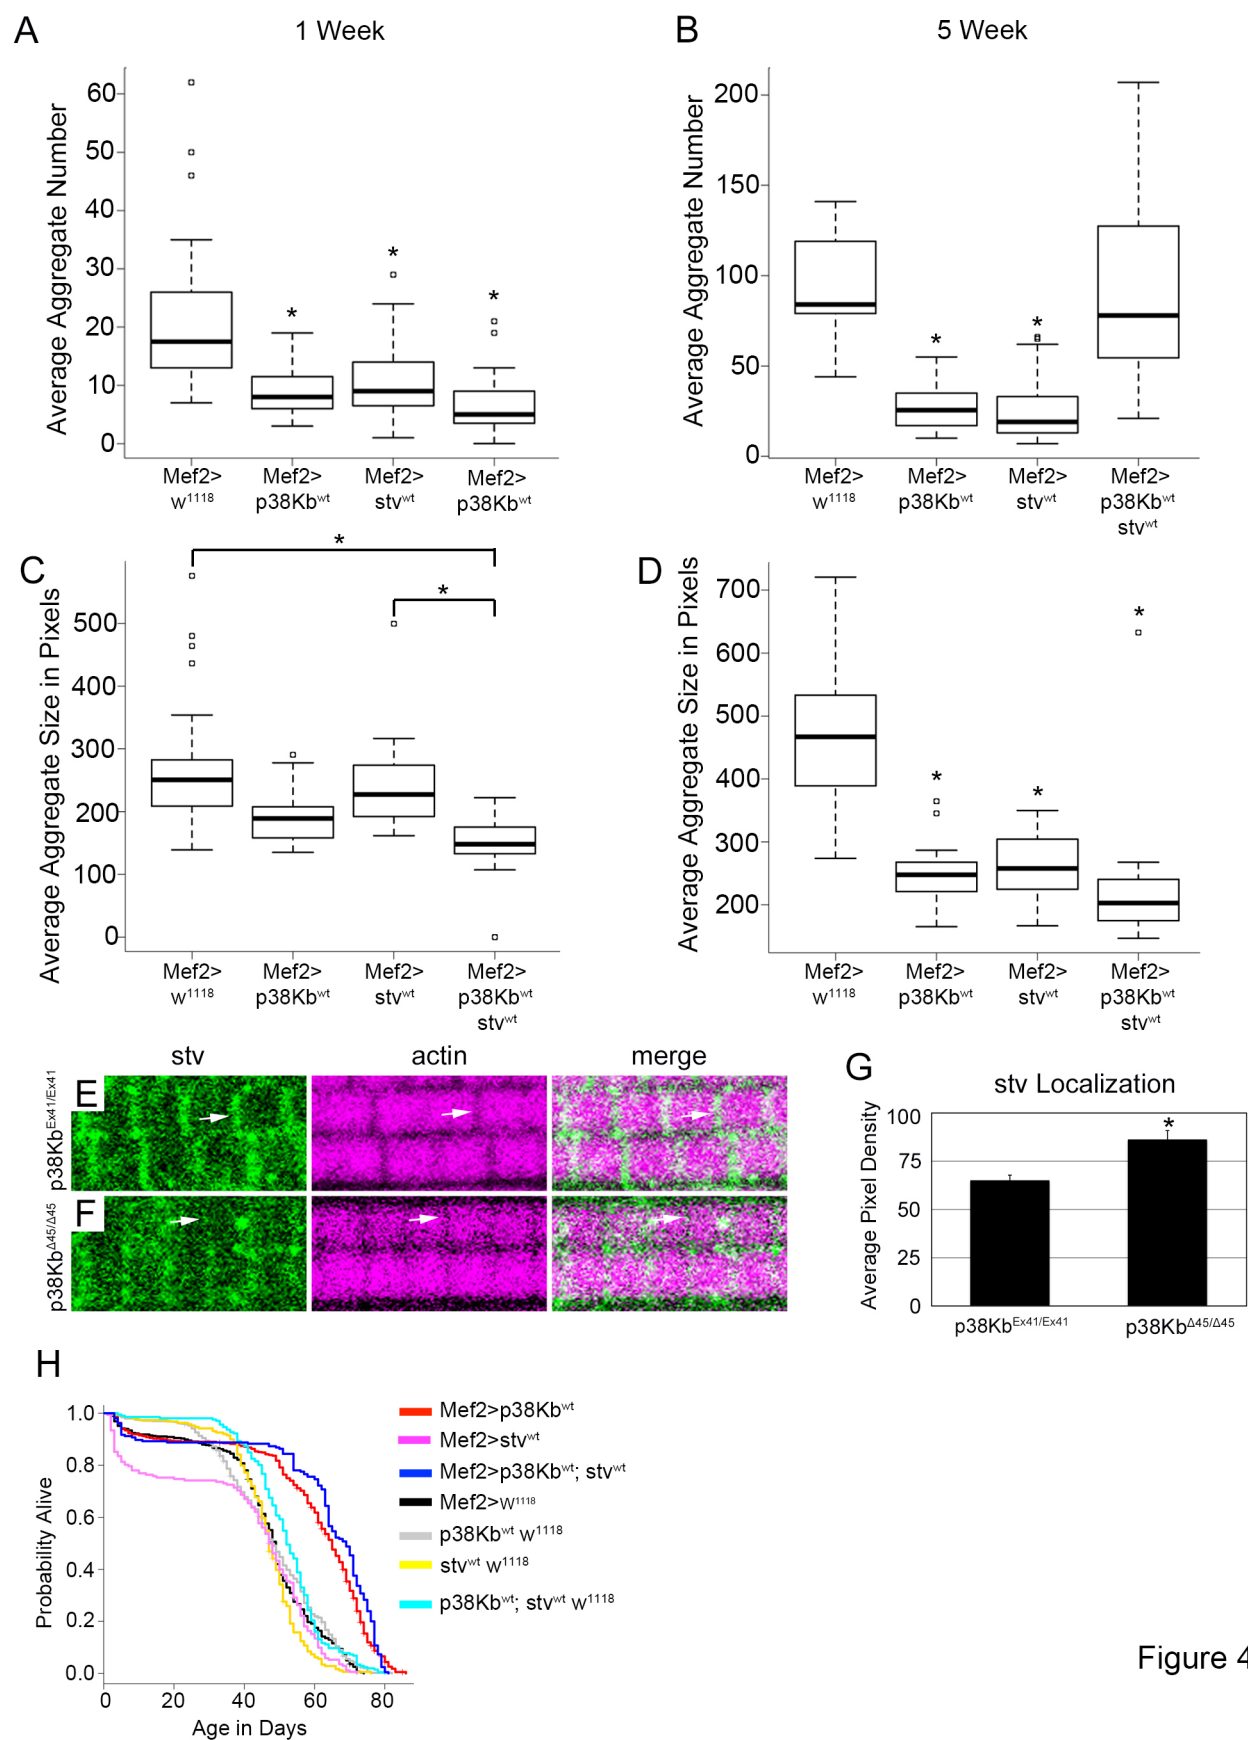 A
1 Week
B
5 Week
Average Aggregate Number
60
50
40
30
20
10
0
*
*
*
Mef2>
w1118
Mef2>
p38Kbwt
Mef2>
stvwt
Mef2>
p38Kbwt
Average Aggregate Number
200
150
100
50
0
*
*
Mef2>
w1118
Mef2>
p38Kbwt
Mef2>
stvwt
Mef2>
p38Kbwt
stvwt
C
Average Aggregate Size in Pixels
500
400
300
200
100
0
*
*
Mef2>
w1118
Mef2>
p38Kbwt
Mef2>
stvwt
Mef2>
p38Kbwt
stvwt
D
Average Aggregate Size in Pixels
700
600
500
400
300
200
*
*
*
Mef2>
w1118
Mef2>
p38Kbwt
Mef2>
stvwt
Mef2>
p38Kbwt
stvwt
stv
actin
merge
E
p38KbEx41/Ex41
F
p38KbΔ45/Δ45
G
stv Localization
Average Pixel Density
100
75
50
25
0
*
p38KbEx41/Ex41
p38KbΔ45/Δ45
H
Probability Alive
1.0
0.8
0.6
0.4
0.2
0.0
0
20
40
60
80
Age in Days
Mef2>p38Kbwt
Mef2>stvwt
Mef2>p38Kbwt; stvwt
Mef2>w1118
p38Kbwt w1118
stvwt w1118
p38Kbwt; stvwt w1118
Figure 4